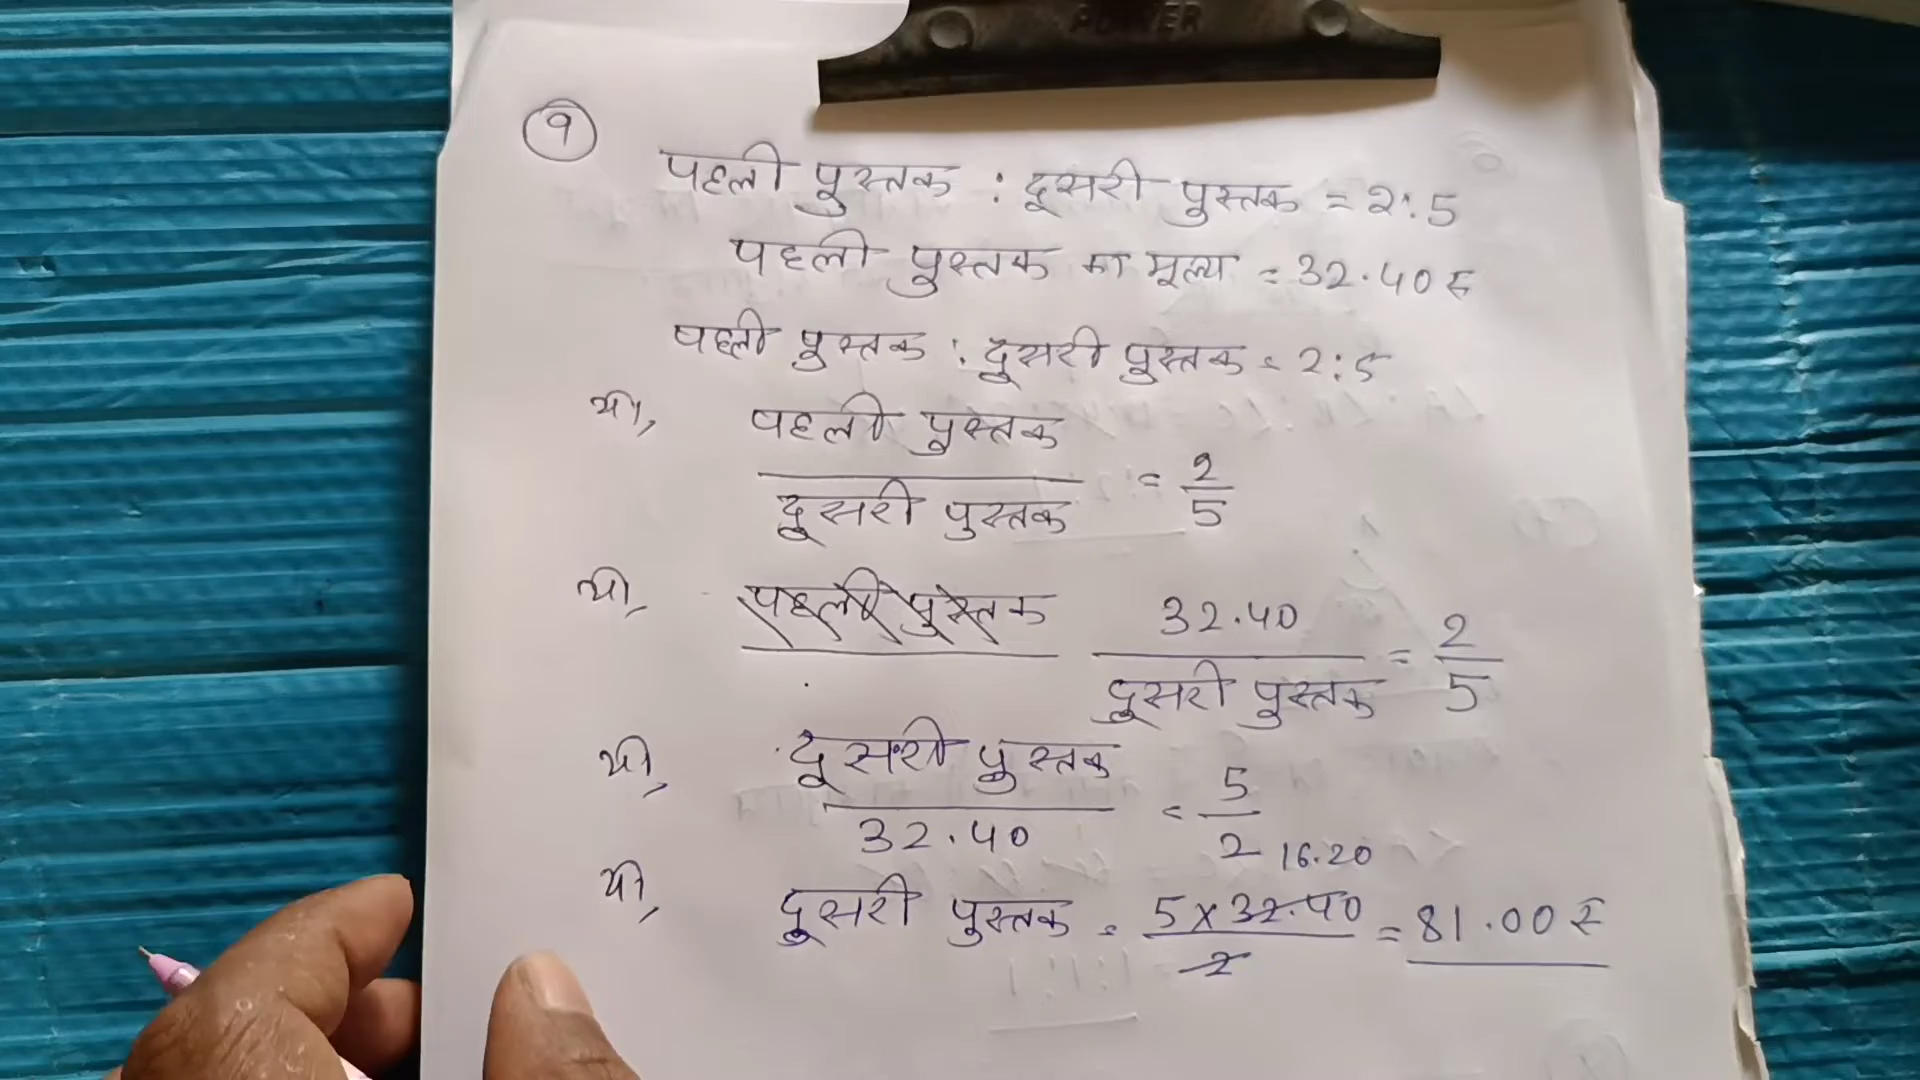 POWER
9
पहली पुस्तक : दूसरी पुस्तक = 2:5
पहली पुस्तक का मूल्य = 32.40 रु
पहली पुस्तक : दूसरी पुस्तक = 2:5
या, पहली पुस्तक / दूसरी पुस्तक = 2/5
या, पहली पुस्तक 32.40 / दूसरी पुस्तक = 2/5
या, दूसरी पुस्तक / 32.40 = 5/2
16.20
या, दूसरी पुस्तक = 5 x 32.40 / 2 = 81.00 रु